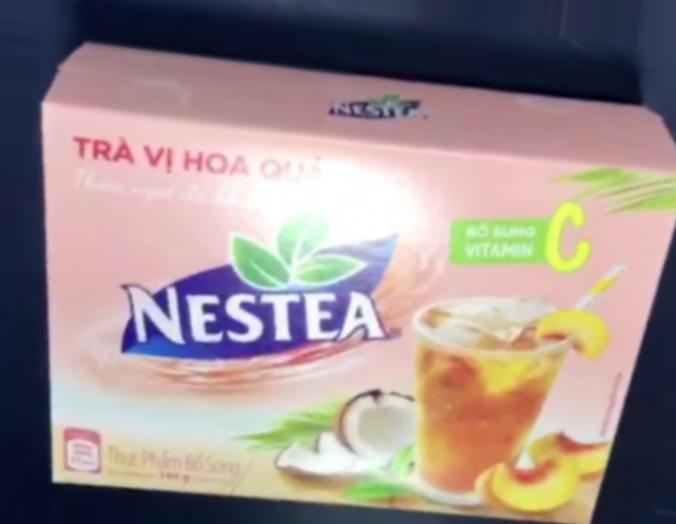 NESTEA
TRÀ VỊ HOA QUẢ
NESTEA
BỔ SUNG
VITAMIN C
Thực Phẩm Bổ Sung